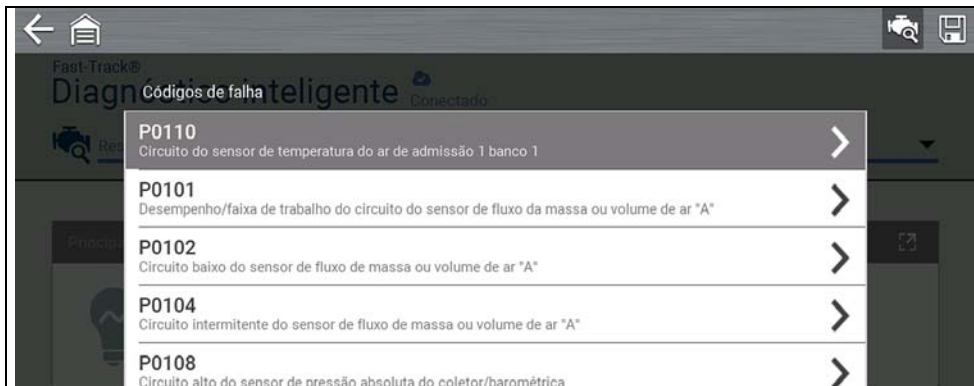 Fast-Track®
Diagnóstico inteligente Conectado
Códigos de falha
Res
P0110
Circuito do sensor de temperatura do ar de admissão 1 banco 1
P0101
Desempenho/faixa de trabalho do circuito do sensor de fluxo da massa ou volume de ar "A"
Principa
P0102
Circuito baixo do sensor de fluxo de massa ou volume de ar "A"
P0104
Circuito intermitente do sensor de fluxo de massa ou volume de ar "A"
P0108
Circuito alto do sensor de pressão absoluta do coletor/barométrica